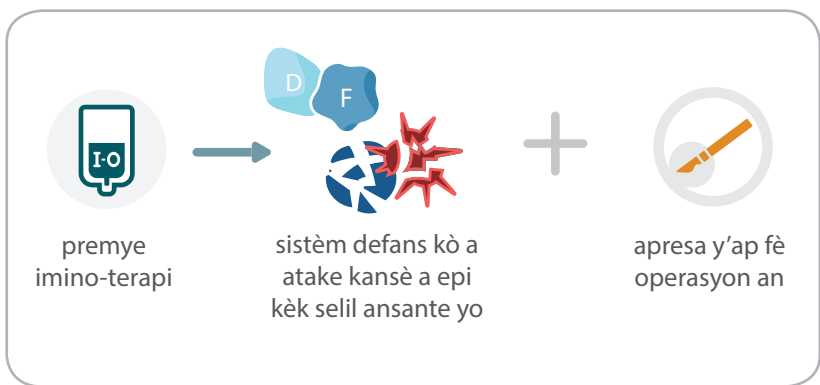 D
F
I-O
premye
imino-terapi
sistèm defans kò a
atake kansè a epi
kèk selil ansante yo
apresa y'ap fè
operasyon an